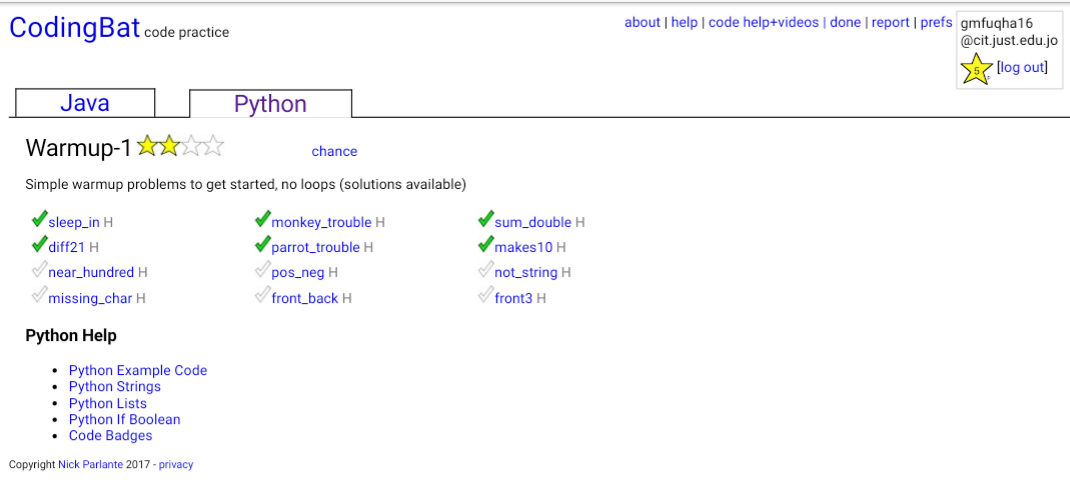 CodingBat code practice
about | help | code help+videos | done | report | prefs
gmfuqha16
@cit.just.edu.jo
5
[log out]
Java Python
Warmup-1 chance
Simple warmup problems to get started, no loops (solutions available)
sleep_in H monkey_trouble H sum_double H
diff21 H parrot_trouble H makes10 H
near_hundred H pos_neg H not_string H
missing_char H front_back H front3 H
Python Help
• Python Example Code
• Python Strings
• Python Lists
• Python If Boolean
• Code Badges
Copyright Nick Parlante 2017 - privacy